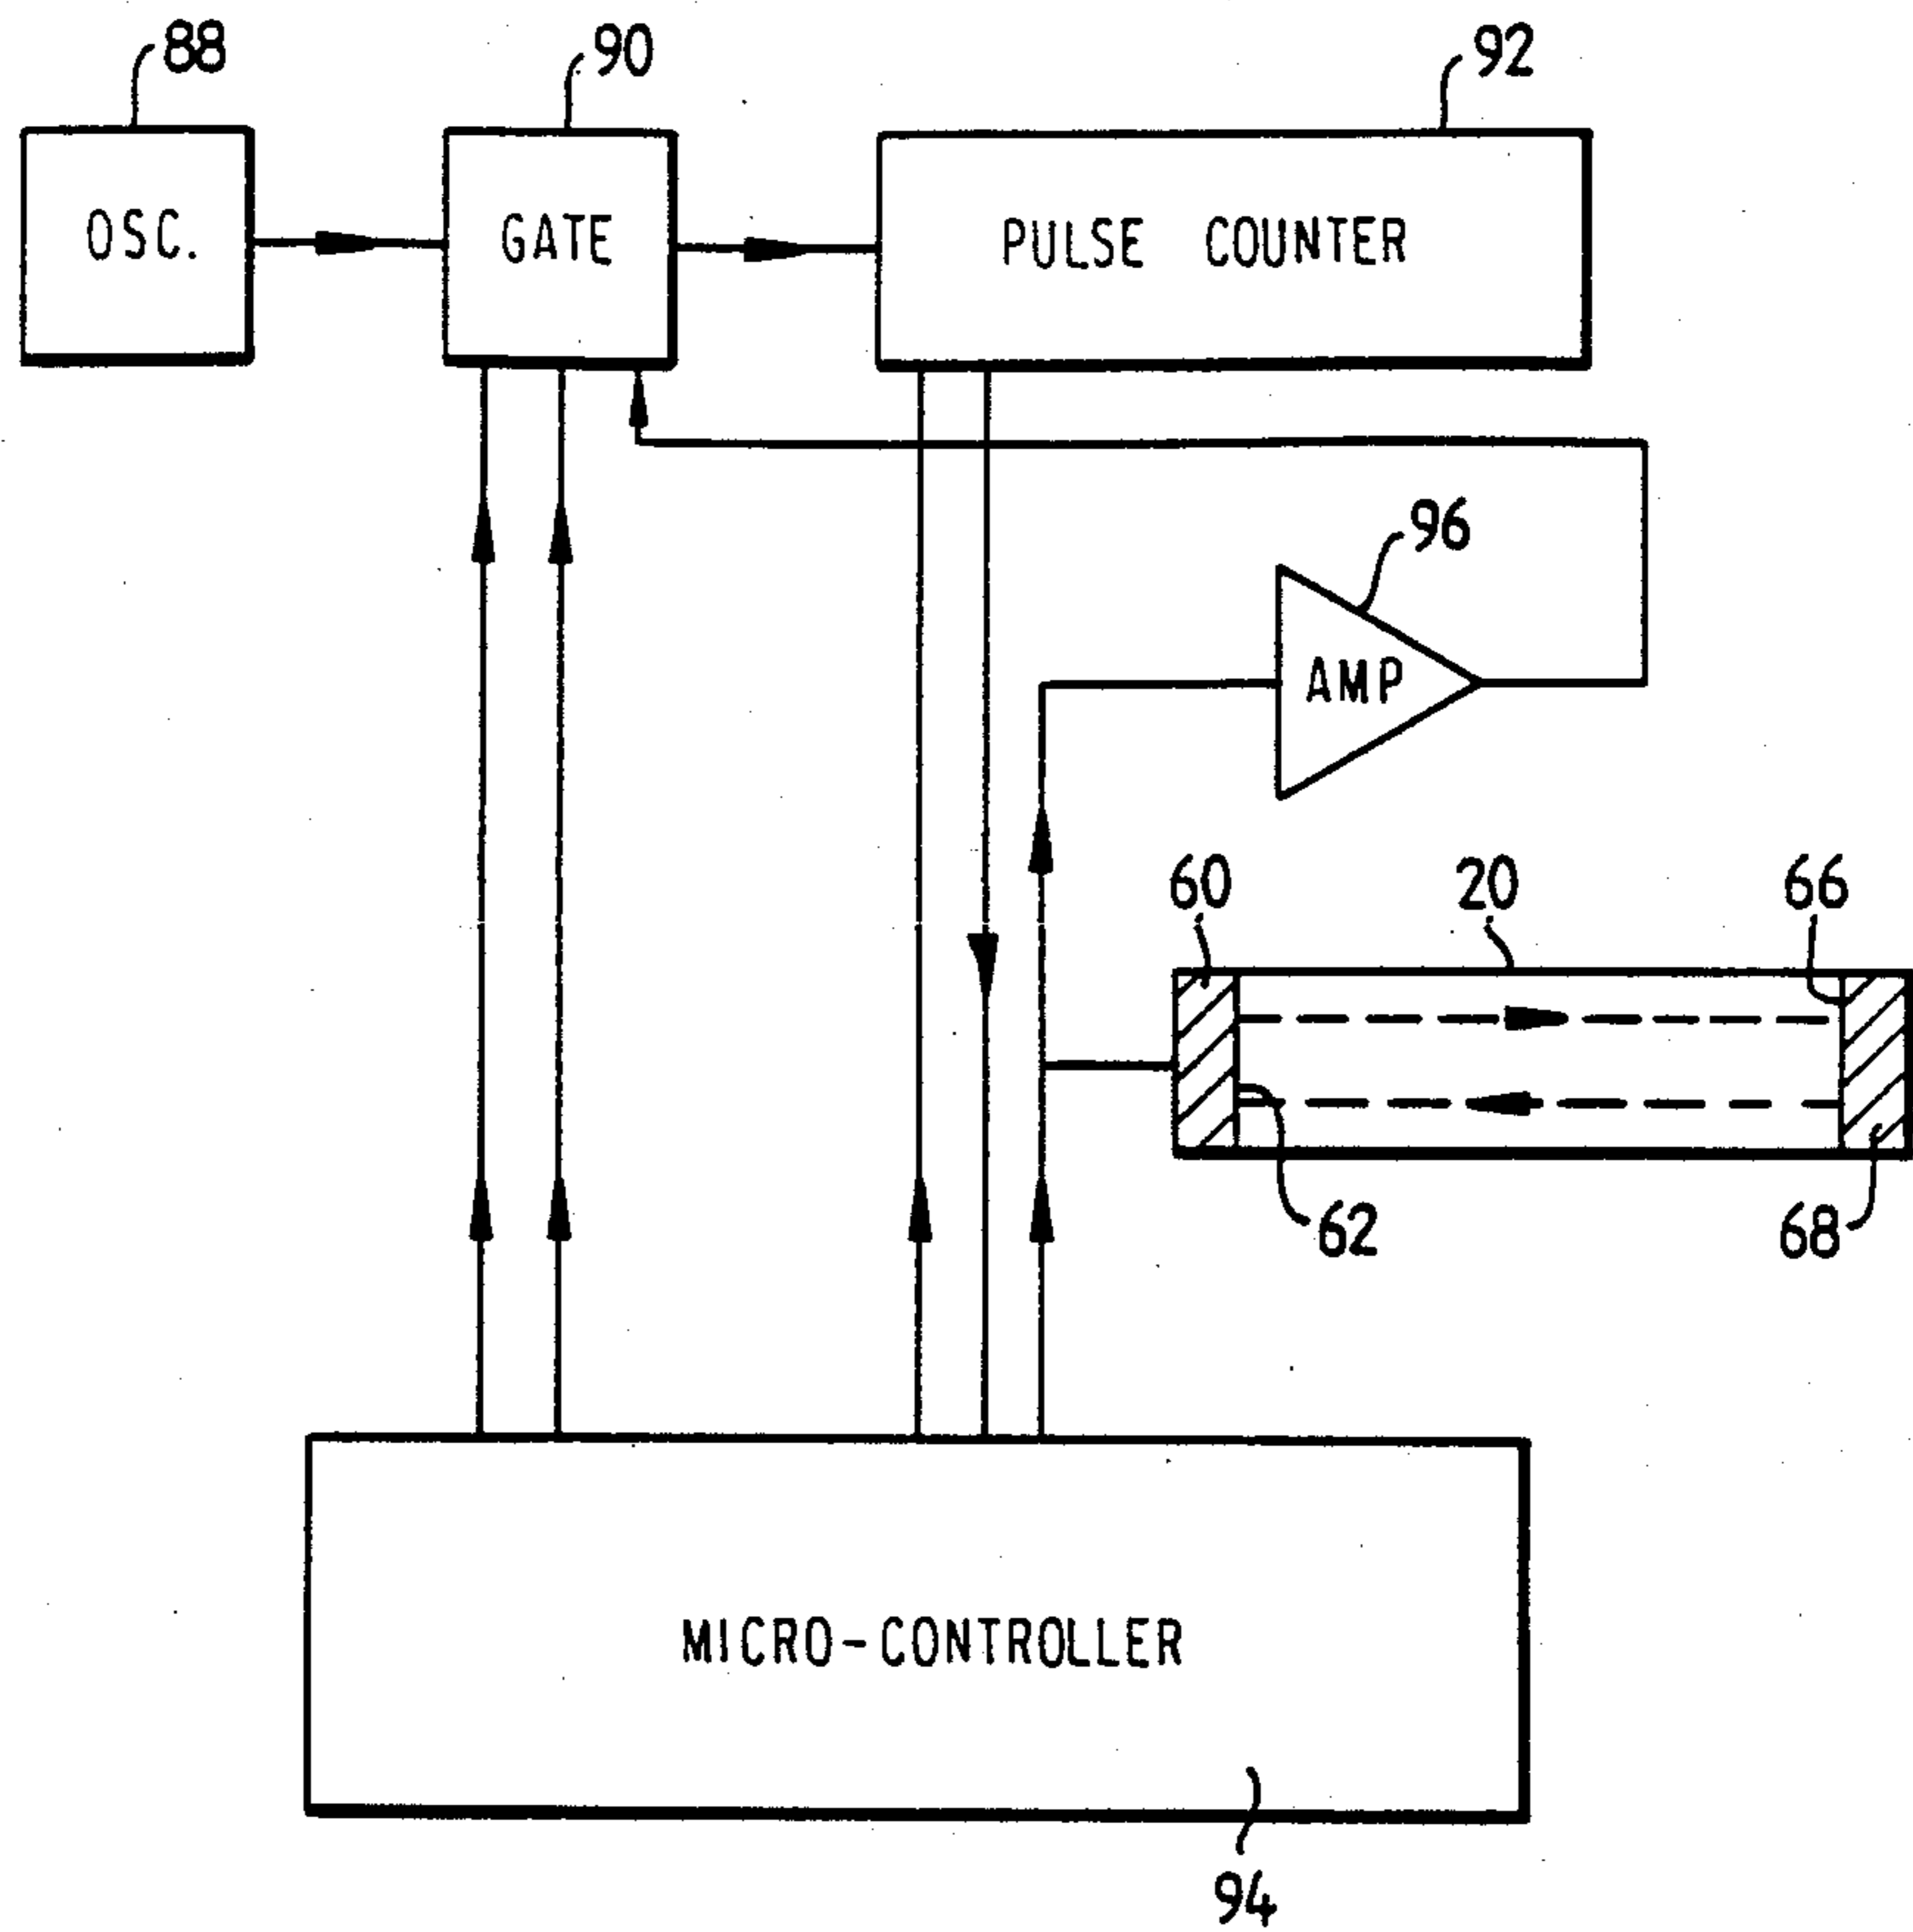 88
90
92
OSC.
GATE
PULSE COUNTER
96
AMP
60
20
66
62
68
MICRO-CONTROLLER
94